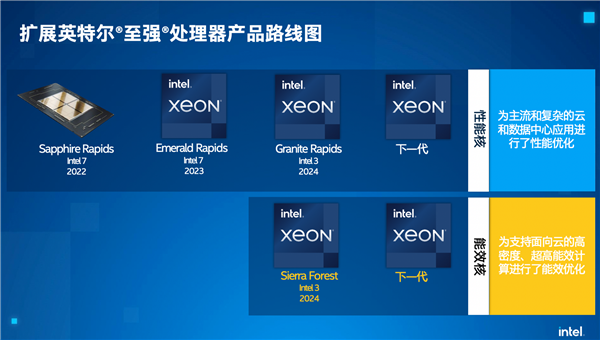 扩展英特尔®至强®处理器产品路线图
intel
XEON
intel
XEON
intel
XEON
Sapphire Rapids
Intel 7
2022
Emerald Rapids
Intel 7
2023
Granite Rapids
Intel 3
2024
下一代
性能核
为主流和复杂的云
和数据中心应用进
行了性能优化
intel
XEON
intel
XEON
Sierra Forest
Intel 3
2024
下一代
能效核
为支持面向云的高
密度、超高能效计
算进行了能效优化
intel